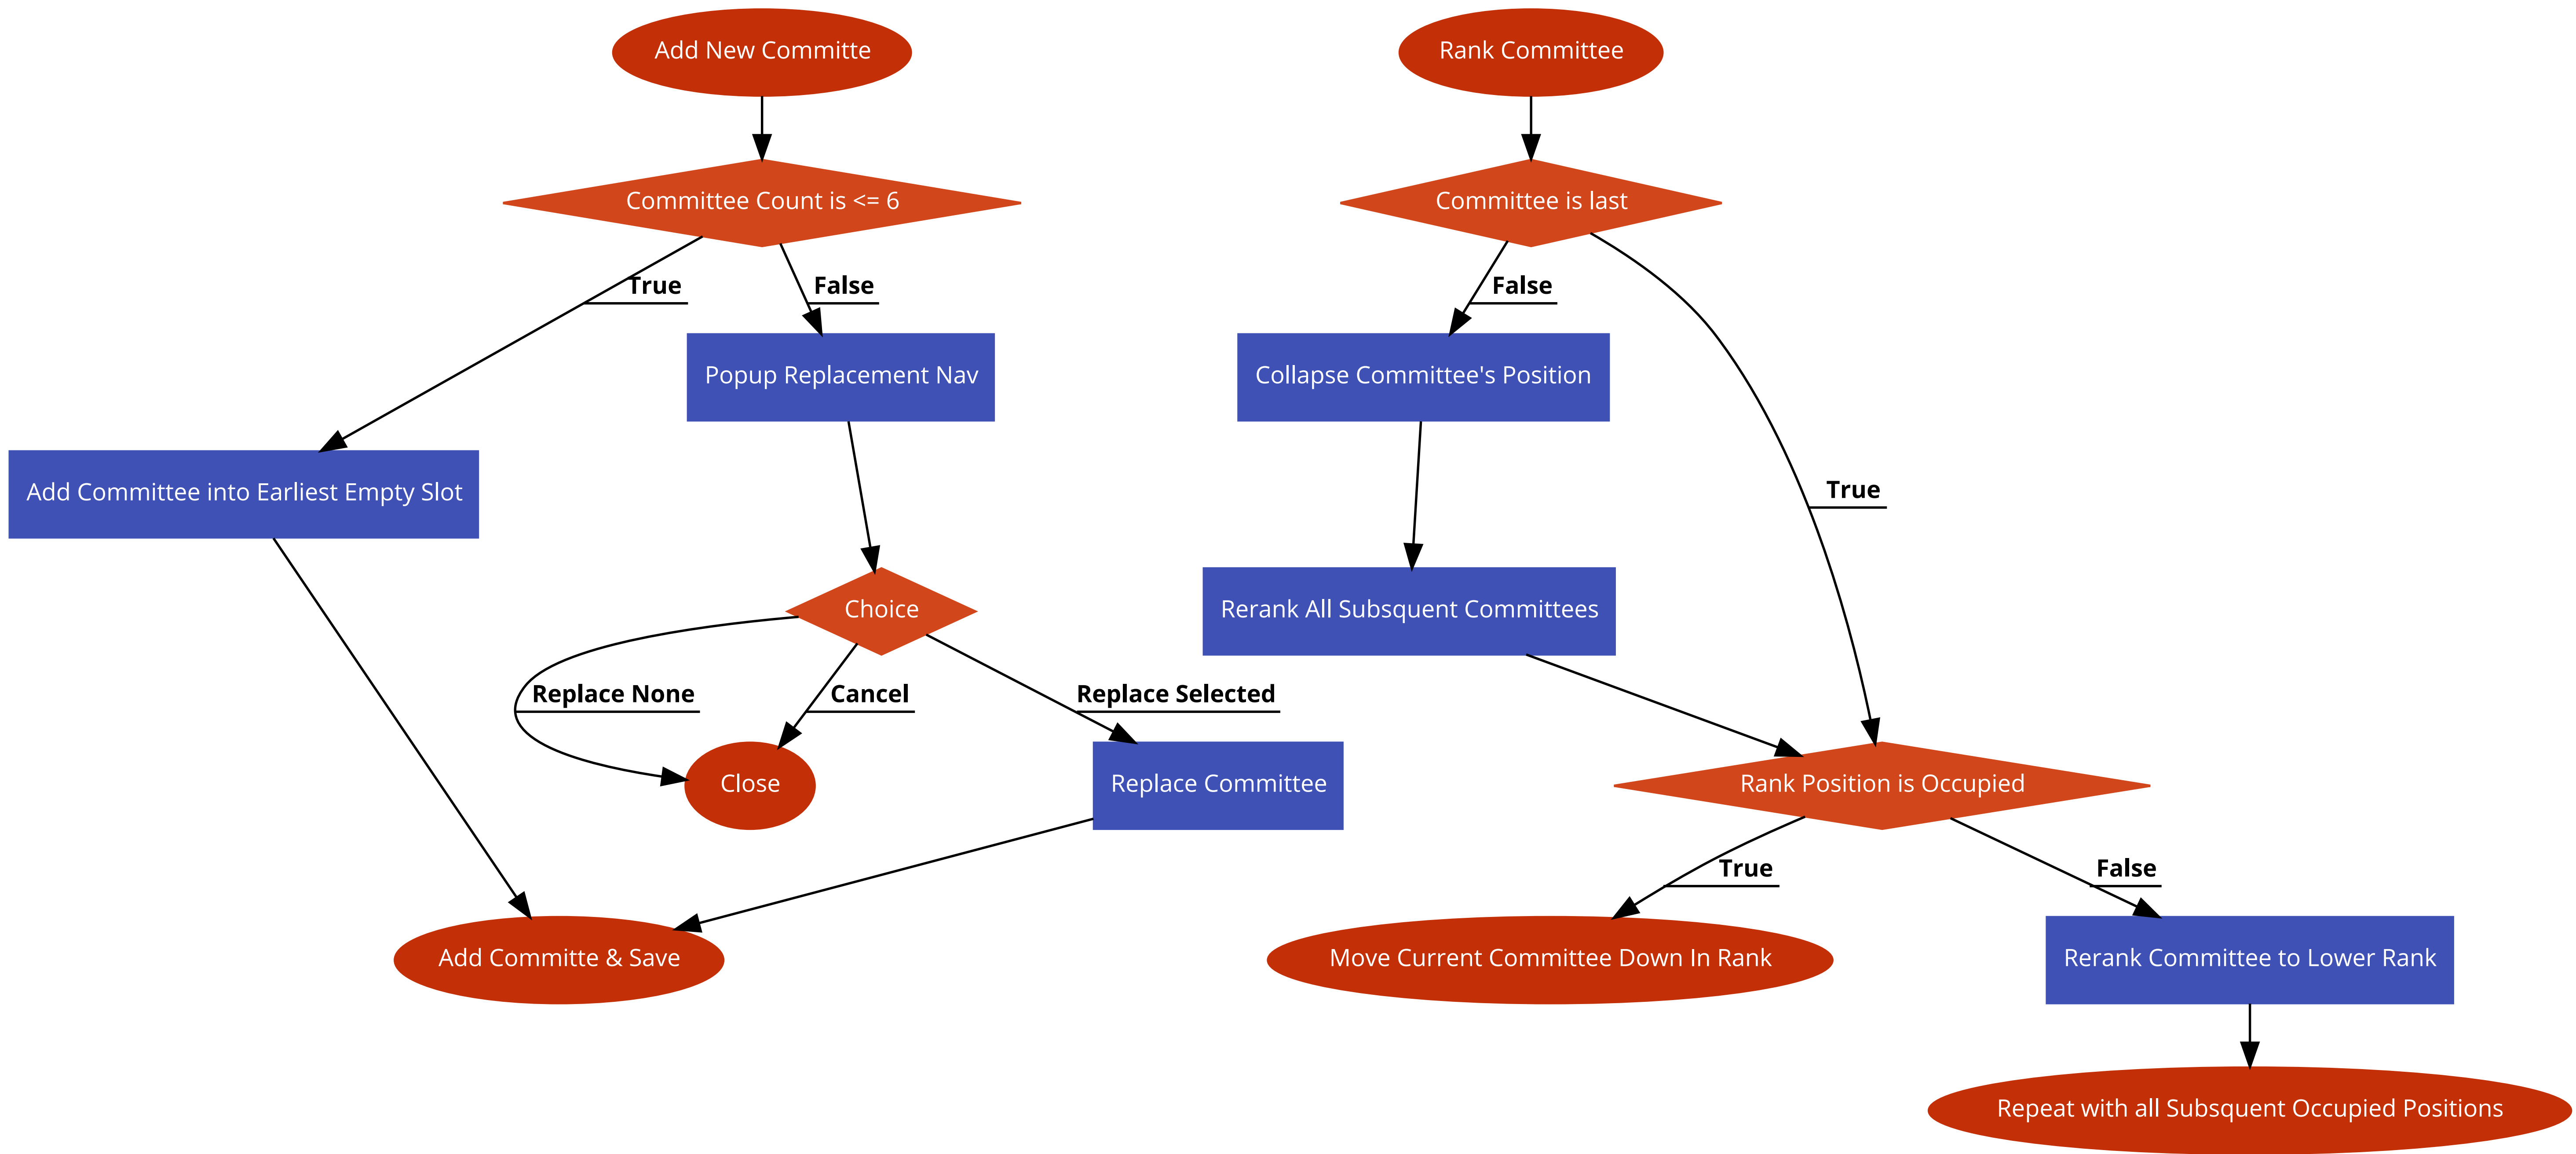 Add New Committe
Rank Committee
Committee Count is <= 6
Committee is last
True
False
False
Popup Replacement Nav
Collapse Committee's Position
Add Committee into Earliest Empty Slot
True
Choice
Rerank All Subsquent Committees
Replace None
Cancel
Replace Selected
Close
Replace Committee
Rank Position is Occupied
True
False
Add Committe & Save
Move Current Committee Down In Rank
Rerank Committee to Lower Rank
Repeat with all Subsquent Occupied Positions